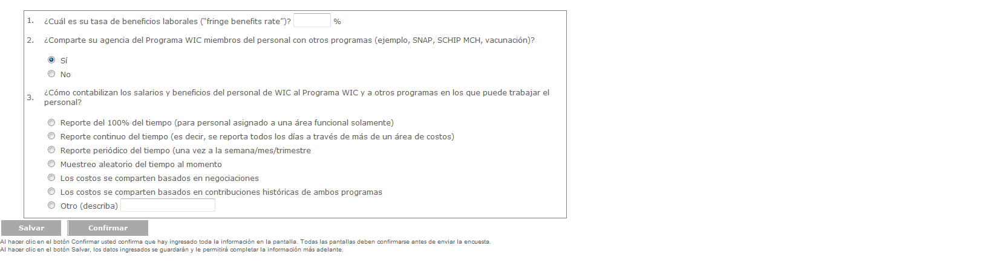 1. ¿Cuál es su tasa de beneficios laborales (“fringe benefits rate”)? %
2. ¿Comparte su agencia del Programa WIC miembros del personal con otros programas (ejemplo, SNAP, SCHIP MCH, vacunación)?
Sí
No
3. ¿Cómo contabilizan los salarios y beneficios del personal de WIC al Programa WIC y a otros programas en los que puede trabajar el
personal?
Reporte del 100% del tiempo (para personal asignado a una área funcional solamente)
Reporte continuo del tiempo (es decir, se reporta todos los días a través de más de un área de costos)
Reporte periódico del tiempo (una vez a la semana/mes/trimestre
Muestreo aleatorio del tiempo al momento
Los costos se comparten basados en negociaciones
Los costos se comparten basados en contribuciones históricas de ambos programas
Otro (describa)
Salvar Confirmar
Al hacer clic en el botón Confirmar usted confirma que hay ingresado toda la información en la pantalla. Todas las pantallas deben confirmarse antes de enviar la encuesta.
Al hacer clic en el botón Salvar, los datos ingresados se guardarán y le permitirá completar la información más adelante.